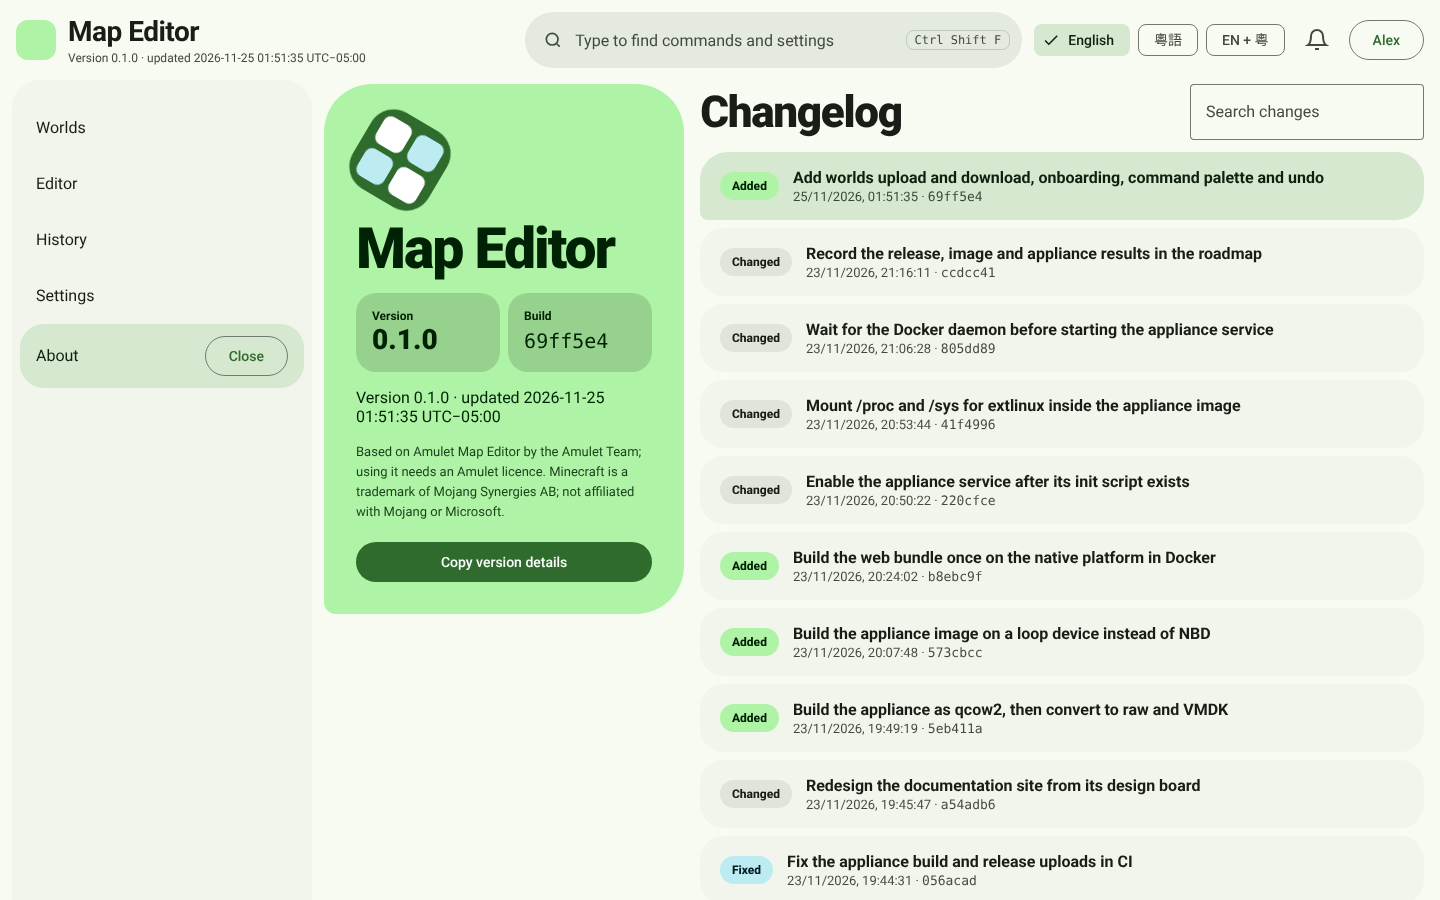 Map Editor
Version 0.1.0 · updated 2026-11-25 01:51:35 UTC−05:00
Type to find commands and settings
Ctrl Shift F
English
粵語
EN + 粵
Alex
Worlds
Editor
History
Settings
About
Close
Map Editor
Version
0.1.0
Build
69ff5e4
Version 0.1.0 · updated 2026-11-25
01:51:35 UTC−05:00
Based on Amulet Map Editor by the Amulet Team;
using it needs an Amulet licence. Minecraft is a
trademark of Mojang Synergies AB; not affiliated
with Mojang or Microsoft.
Copy version details
Changelog
Search changes
Added
Add worlds upload and download, onboarding, command palette and undo
25/11/2026, 01:51:35 · 69ff5e4
Changed
Record the release, image and appliance results in the roadmap
23/11/2026, 21:16:11 · ccdcc41
Changed
Wait for the Docker daemon before starting the appliance service
23/11/2026, 21:06:28 · 805dd89
Changed
Mount /proc and /sys for extlinux inside the appliance image
23/11/2026, 20:53:44 · 41f4996
Changed
Enable the appliance service after its init script exists
23/11/2026, 20:50:22 · 220cfce
Added
Build the web bundle once on the native platform in Docker
23/11/2026, 20:24:02 · b8ebc9f
Added
Build the appliance image on a loop device instead of NBD
23/11/2026, 20:07:48 · 573cbcc
Added
Build the appliance as qcow2, then convert to raw and VMDK
23/11/2026, 19:49:19 · 5eb411a
Changed
Redesign the documentation site from its design board
23/11/2026, 19:45:47 · a54adb6
Fixed
Fix the appliance build and release uploads in CI
23/11/2026, 19:44:31 · 056acad